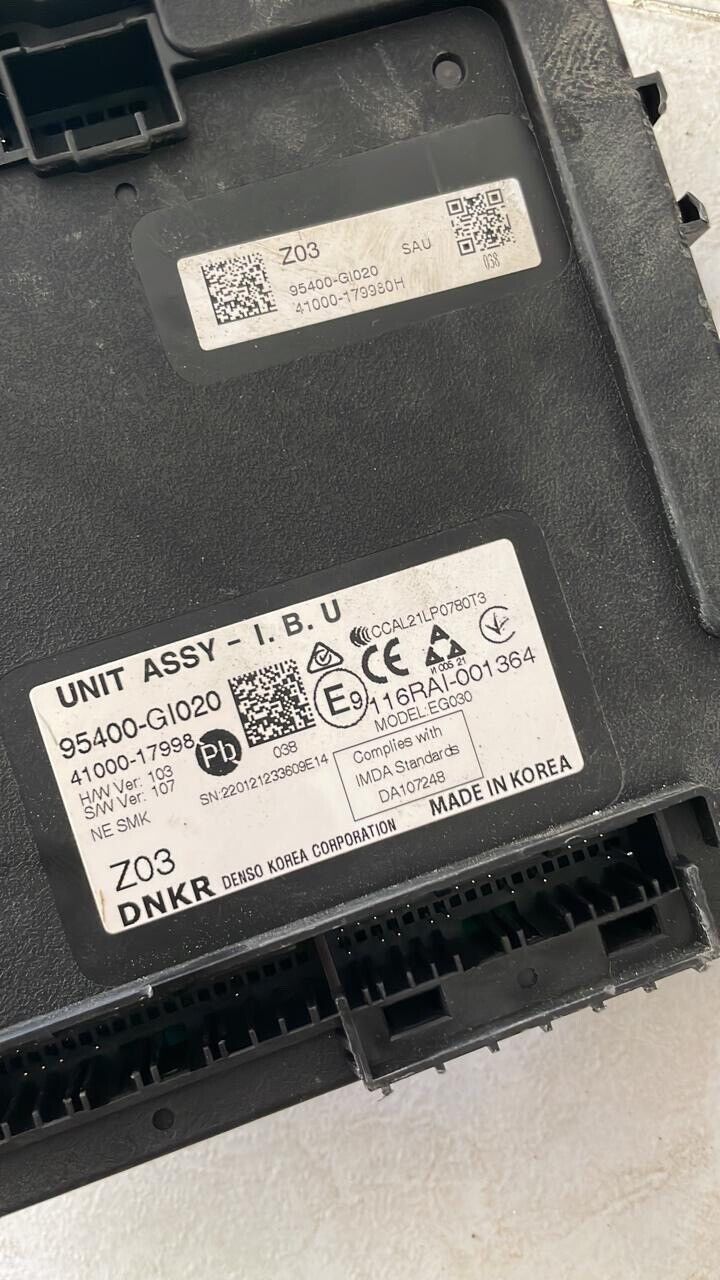 Z03
SAU
95400-GI020
41000-179980H
038
UNIT ASSY - I. B. U
95400-GI020
41000-17998
H/W Ver: 103
S/W Ver: 107
NE SMK
Pb
038
SN:220121233609E14
CCAL21LP0780T3
CE
E9
116RAI-001364
MODEL:EG030
Complies with
IMDA Standards
DA107248
Z03
MADE IN KOREA
DNKR DENSO KOREA CORPORATION